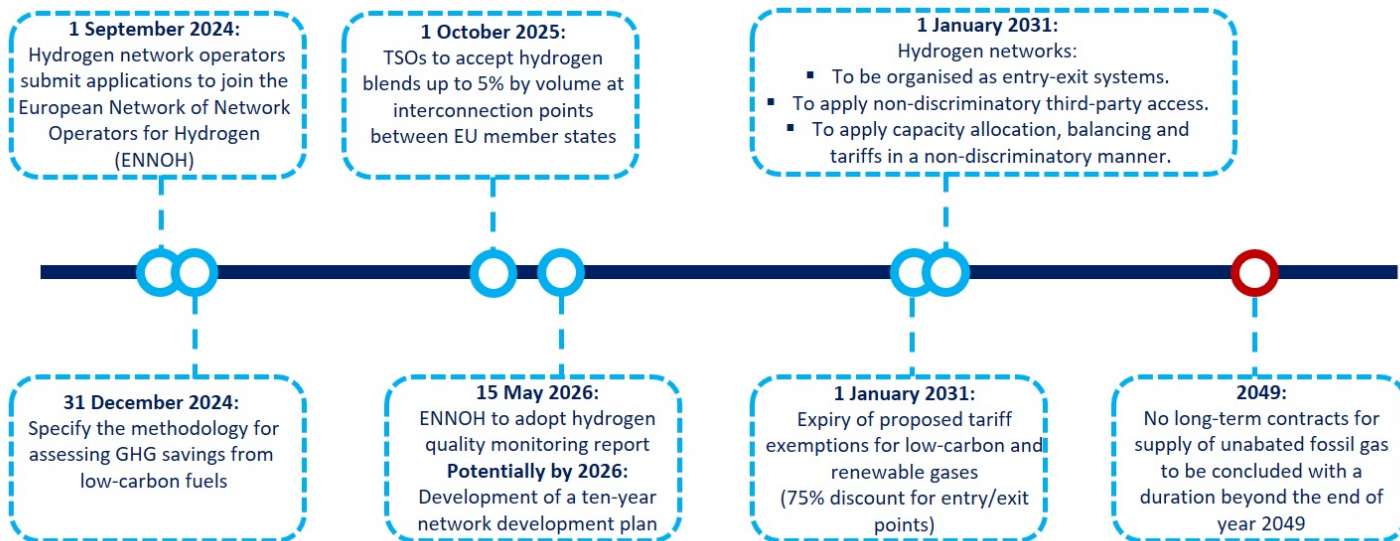 1 September 2024:
Hydrogen network operators
submit applications to join the
European Network of Network
Operators for Hydrogen
(ENNOH)
1 October 2025:
TSOs to accept hydrogen
blends up to 5% by volume at
interconnection points
between EU member states
1 January 2031:
Hydrogen networks:
▪ To be organised as entry-exit systems.
▪ To apply non-discriminatory third-party access.
▪ To apply capacity allocation, balancing and
tariffs in a non-discriminatory manner.
31 December 2024:
Specify the methodology for
assessing GHG savings from
low-carbon fuels
15 May 2026:
ENNOH to adopt hydrogen
quality monitoring report
Potentially by 2026:
Development of a ten-year
network development plan
1 January 2031:
Expiry of proposed tariff
exemptions for low-carbon and
renewable gases
(75% discount for entry/exit
points)
2049:
No long-term contracts for
supply of unabated fossil gas
to be concluded with a
duration beyond the end of
year 2049